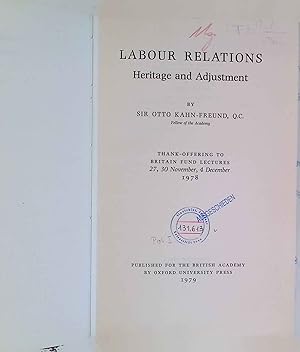 LABOUR RELATIONS
Heritage and Adjustment
BY
SIR OTTO KAHN-FREUND, Q.C.
Fellow of the Academy
THANK-OFFERING TO
BRITAIN FUND LECTURES
27, 30 November, 4 December
1978
AUSGESCHIEDEN
PUBLISHED FOR THE BRITISH ACADEMY
BY OXFORD UNIVERSITY PRESS
1979